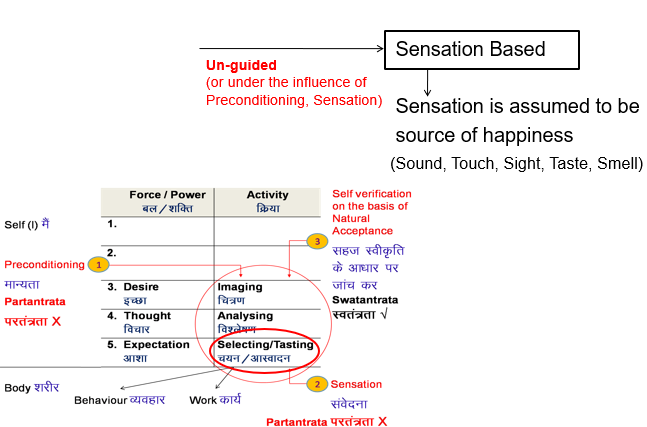 Sensation Based
Un-guided
(or under the influence of
Preconditioning, Sensation)
Sensation is assumed to be
source of happiness
(Sound, Touch, Sight, Taste, Smell)
Force / Power
बल / शक्ति
Activity
क्रिया
Self verification
on the basis of
Natural
Acceptance
3
सहज स्वीकृति
के आधार पर
जांच कर
Swatantrata
स्वतंत्रता √
Self (I) मैं
1.
2.
Preconditioning 1
मान्यता
Partantrata
परतंत्रता X
3. Desire
इच्छा
Imaging
चित्रण
4. Thought
विचार
Analysing
विश्लेषण
5. Expectation
आशा
Selecting/Tasting
चयन / आस्वादन
Body शरीर
Behaviour व्यवहार
Work कार्य
2 Sensation
संवेदना
Partantrata परतंत्रता X